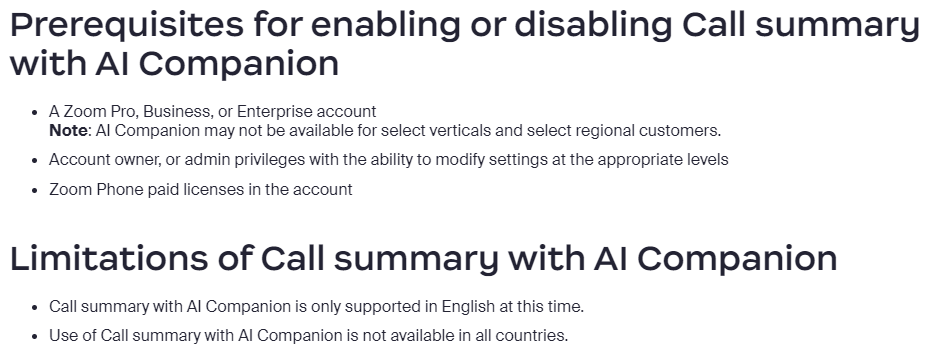 Prerequisites for enabling or disabling Call summary
with AI Companion
• A Zoom Pro, Business, or Enterprise account
Note: AI Companion may not be available for select verticals and select regional customers.
• Account owner, or admin privileges with the ability to modify settings at the appropriate levels
• Zoom Phone paid licenses in the account
Limitations of Call summary with AI Companion
• Call summary with AI Companion is only supported in English at this time.
• Use of Call summary with AI Companion is not available in all countries.